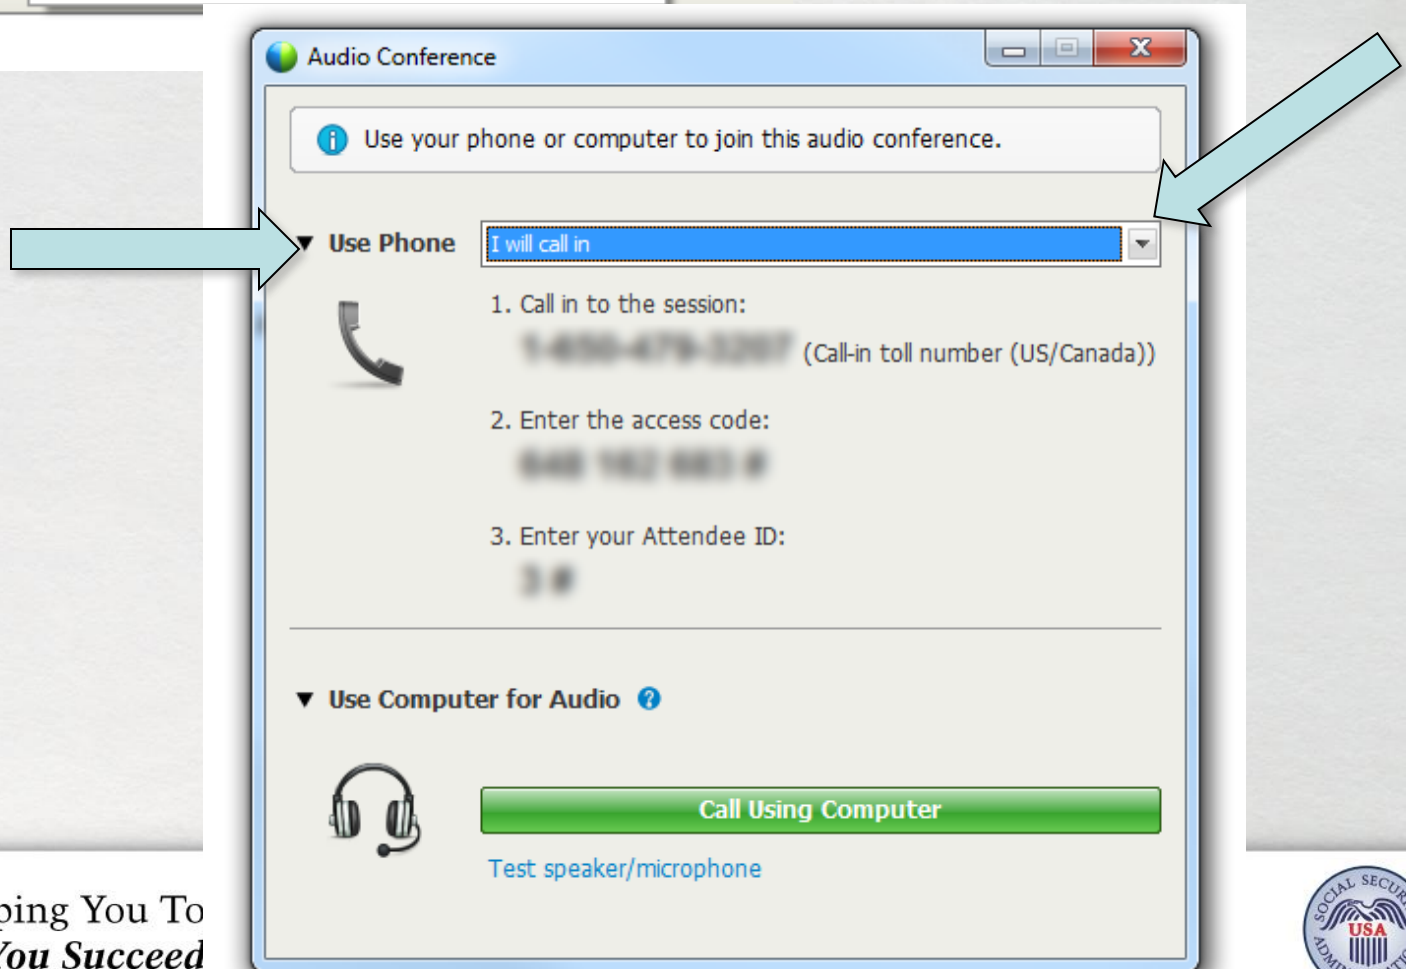 Audio Conference
Use your phone or computer to join this audio conference.
Use Phone
I will call in
1. Call in to the session:
(Call-in toll number (US/Canada))
2. Enter the access code:
3. Enter your Attendee ID:
Use Computer for Audio
Call Using Computer
Test speaker/microphone
ping You To
You Succeed
SOCIAL SECUR
USA